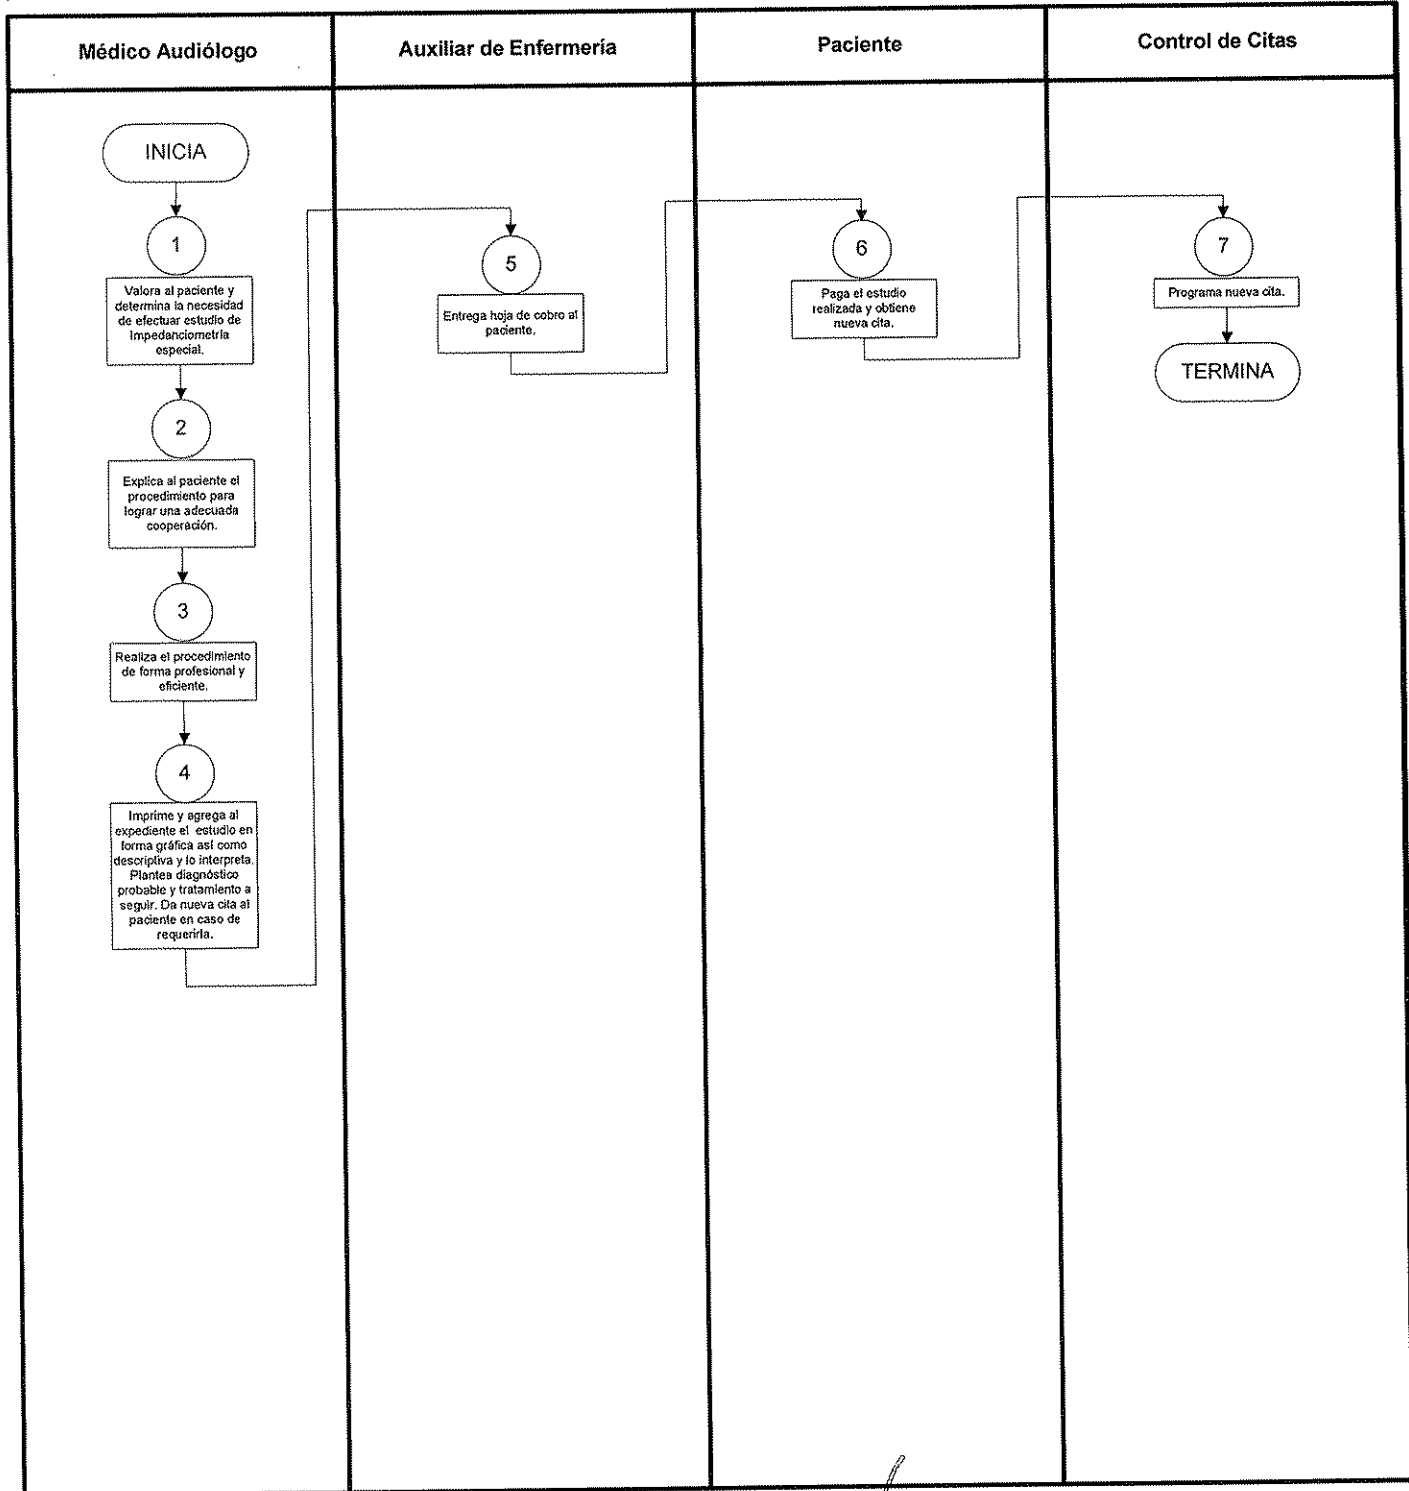 Médico Audiólogo
Auxiliar de Enfermería
Paciente
Control de Citas
INICIA
1
Valora al paciente y
determina la necesidad
de efectuar estudio de
Impedanciometría
especial.
2
Explica al paciente el
procedimiento para
lograr una adecuada
cooperación.
3
Realiza el procedimiento
de forma profesional y
eficiente.
4
Imprime y agrega al
expediente el estudio en
forma gráfica así como
descriptiva y lo interpreta.
Plantea diagnóstico
probable y tratamiento a
seguir. Da nueva cita al
paciente en caso de
requerirla.
5
Entrega hoja de cobro al
paciente.
6
Paga el estudio
realizada y obtiene
nueva cita.
7
Programa nueva cita.
TERMINA